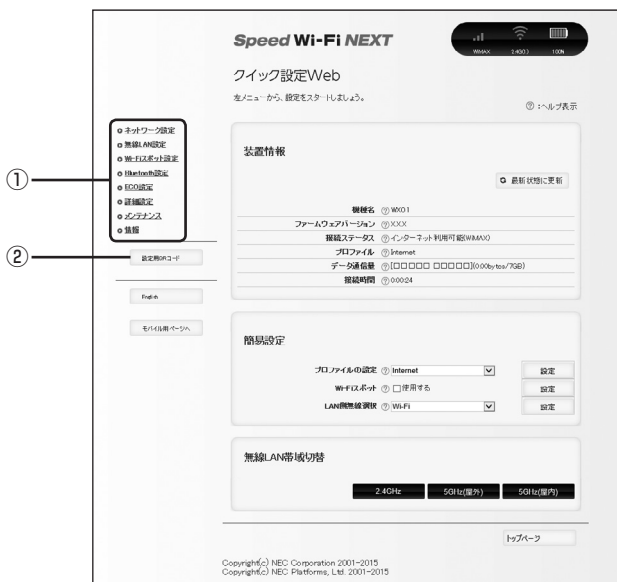 Speed Wi-Fi NEXT
WiMAX 2.4G(0) 100%
クイック設定Web
左メニューから、設定をスタートしましょう。
? :ヘルプ表示
①
ネットワーク設定
無線LAN設定
Wi-Fiスポット設定
Bluetooth設定
ECO設定
詳細設定
メンテナンス
情報
②
設定用QRコード
English
モバイル用ページへ
装置情報
最新状態に更新
機種名 ? WX01
ファームウェアバージョン ? XXX
接続ステータス ? インターネット利用可能(WiMAX)
プロファイル ? Internet
データ通信量 ? [□□□□□ □□□□□](0.00bytes/7GB)
接続時間 ? 0:00:24
簡易設定
プロファイルの設定 ? Internet 設定
Wi-Fiスポット ? □使用する 設定
LAN側無線選択 ? Wi-Fi 設定
無線LAN帯域切替
2.4GHz 5GHz(屋外) 5GHz(屋内)
トップページ
Copyright(c) NEC Corporation 2001-2015
Copyright(c) NEC Platforms, Ltd. 2001-2015